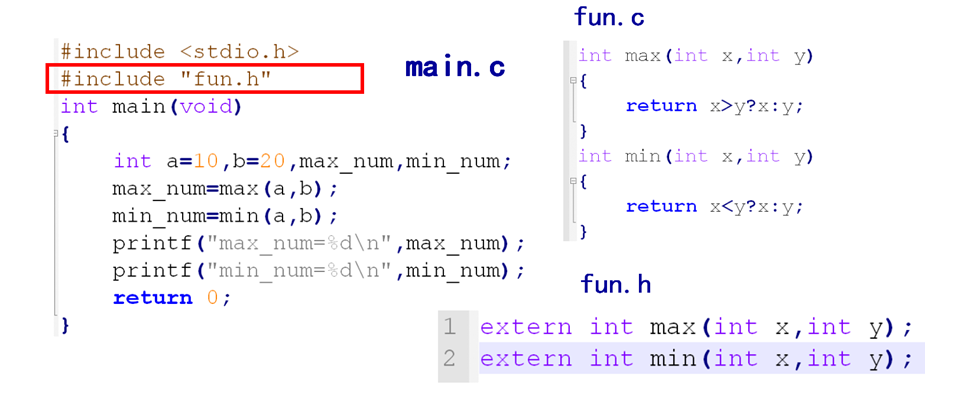 main.c
#include <stdio.h>
#include "fun.h"
int main(void)
{
    int a=10,b=20,max_num,min_num;
    max_num=max(a,b);
    min_num=min(a,b);
    printf("max_num=%d\n",max_num);
    printf("min_num=%d\n",min_num);
    return 0;
}
fun.c
int max(int x,int y)
{
    return x>y?x:y;
}
int min(int x,int y)
{
    return x<y?x:y;
}
fun.h
1 extern int max(int x,int y);
2 extern int min(int x,int y);